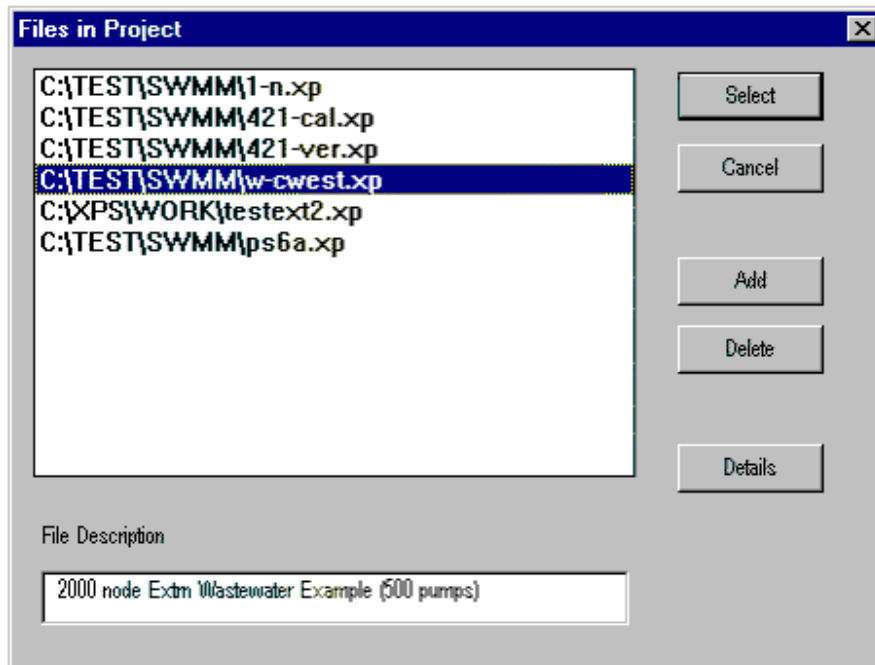 Files in Project
C:\TEST\SWMM\1-n.xp
C:\TEST\SWMM\421-cal.xp
C:\TEST\SWMM\421-ver.xp
C:\TEST\SWMM\w-cwest.xp
C:\XPS\WORK\testext2.xp
C:\TEST\SWMM\ps6a.xp
Select
Cancel
Add
Delete
Details
File Description
2000 node Extrn Wastewater Example (500 pumps)